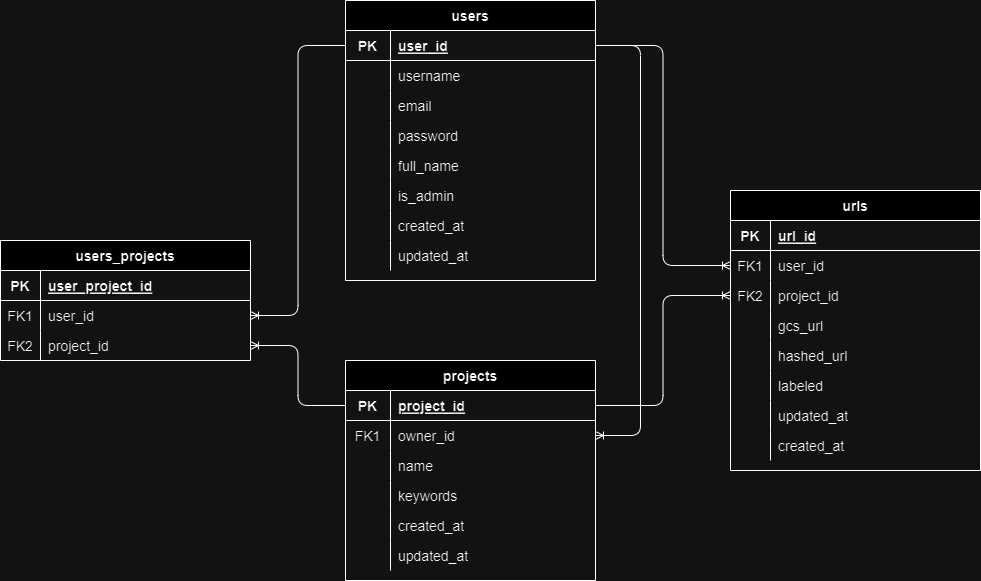 users
PK user_id
username
email
password
full_name
is_admin
created_at
updated_at
users_projects
PK user_project_id
FK1 user_id
FK2 project_id
projects
PK project_id
FK1 owner_id
name
keywords
created_at
updated_at
urls
PK url_id
FK1 user_id
FK2 project_id
gcs_url
hashed_url
labeled
updated_at
created_at